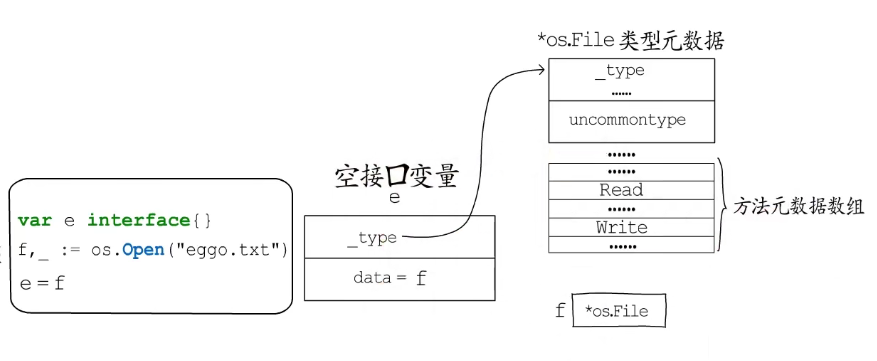 *os.File 类型元数据
_type
......
uncommontype
......
......
Read
......
Write
......
方法元数据数组
空接口变量
e
_type
data = f
var e interface{}
f,_ := os.Open("eggo.txt")
e = f
f *os.File